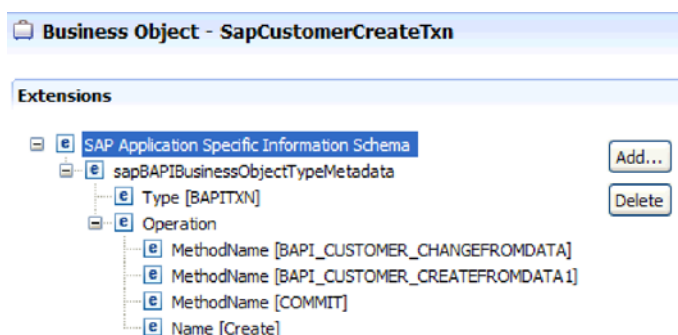 Business Object - SapCustomerCreateTxn
Extensions
SAP Application Specific Information Schema
Add...
sapBAPIBusinessObjectTypeMetadata
Type [BAPITXN]
Delete
Operation
MethodName [BAPI_CUSTOMER_CHANGEFROMDATA]
MethodName [BAPI_CUSTOMER_CREATEFROMDATA1]
MethodName [COMMIT]
Name [Create]